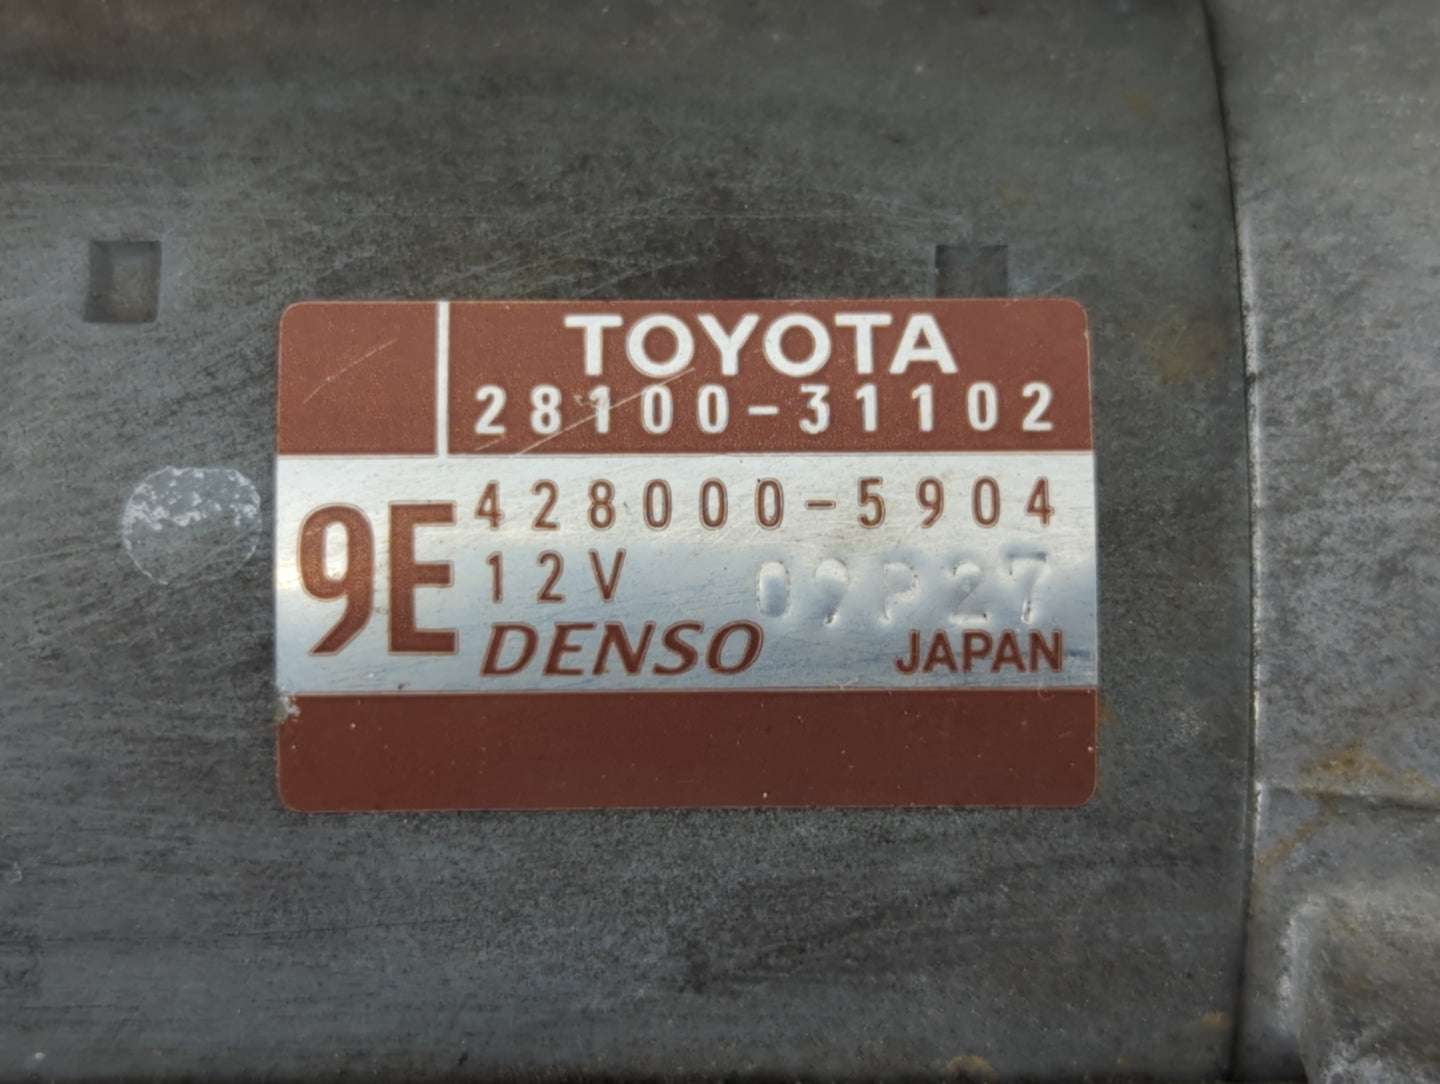 TOYOTA
28100-31102
9E
428000-5904
12V 09P27
DENSO JAPAN